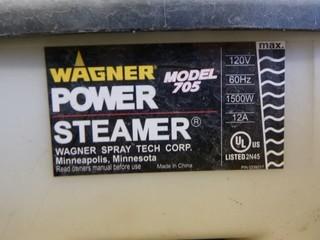 WAGNER
MODEL
705
POWER
STEAMER®
WAGNER SPRAY TECH CORP.
Minneapolis, Minnesota
Read owners manual before use Made in China
120V
60Hz
1500W
12A
UL
LISTED 2N45
max.